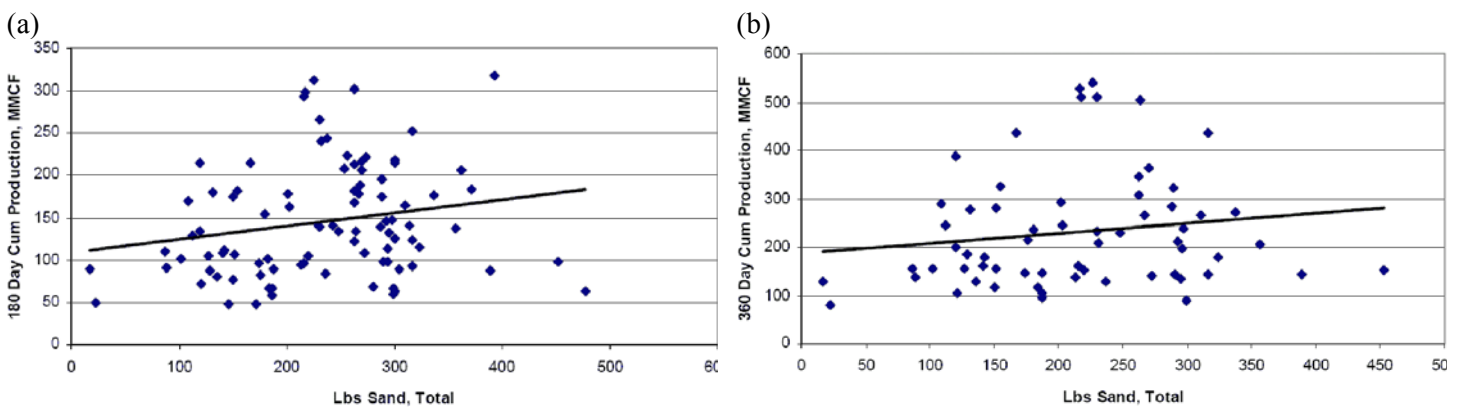 (a)
350
300
250
200
150
100
50
0
180 Day Cum Production, MMCF
0 100 200 300 400 500 60
Lbs Sand, Total
(b)
600
500
400
300
200
100
0
360 Day Cum Production, MMCF
0 50 100 150 200 250 300 350 400 450 50
Lbs Sand, Total